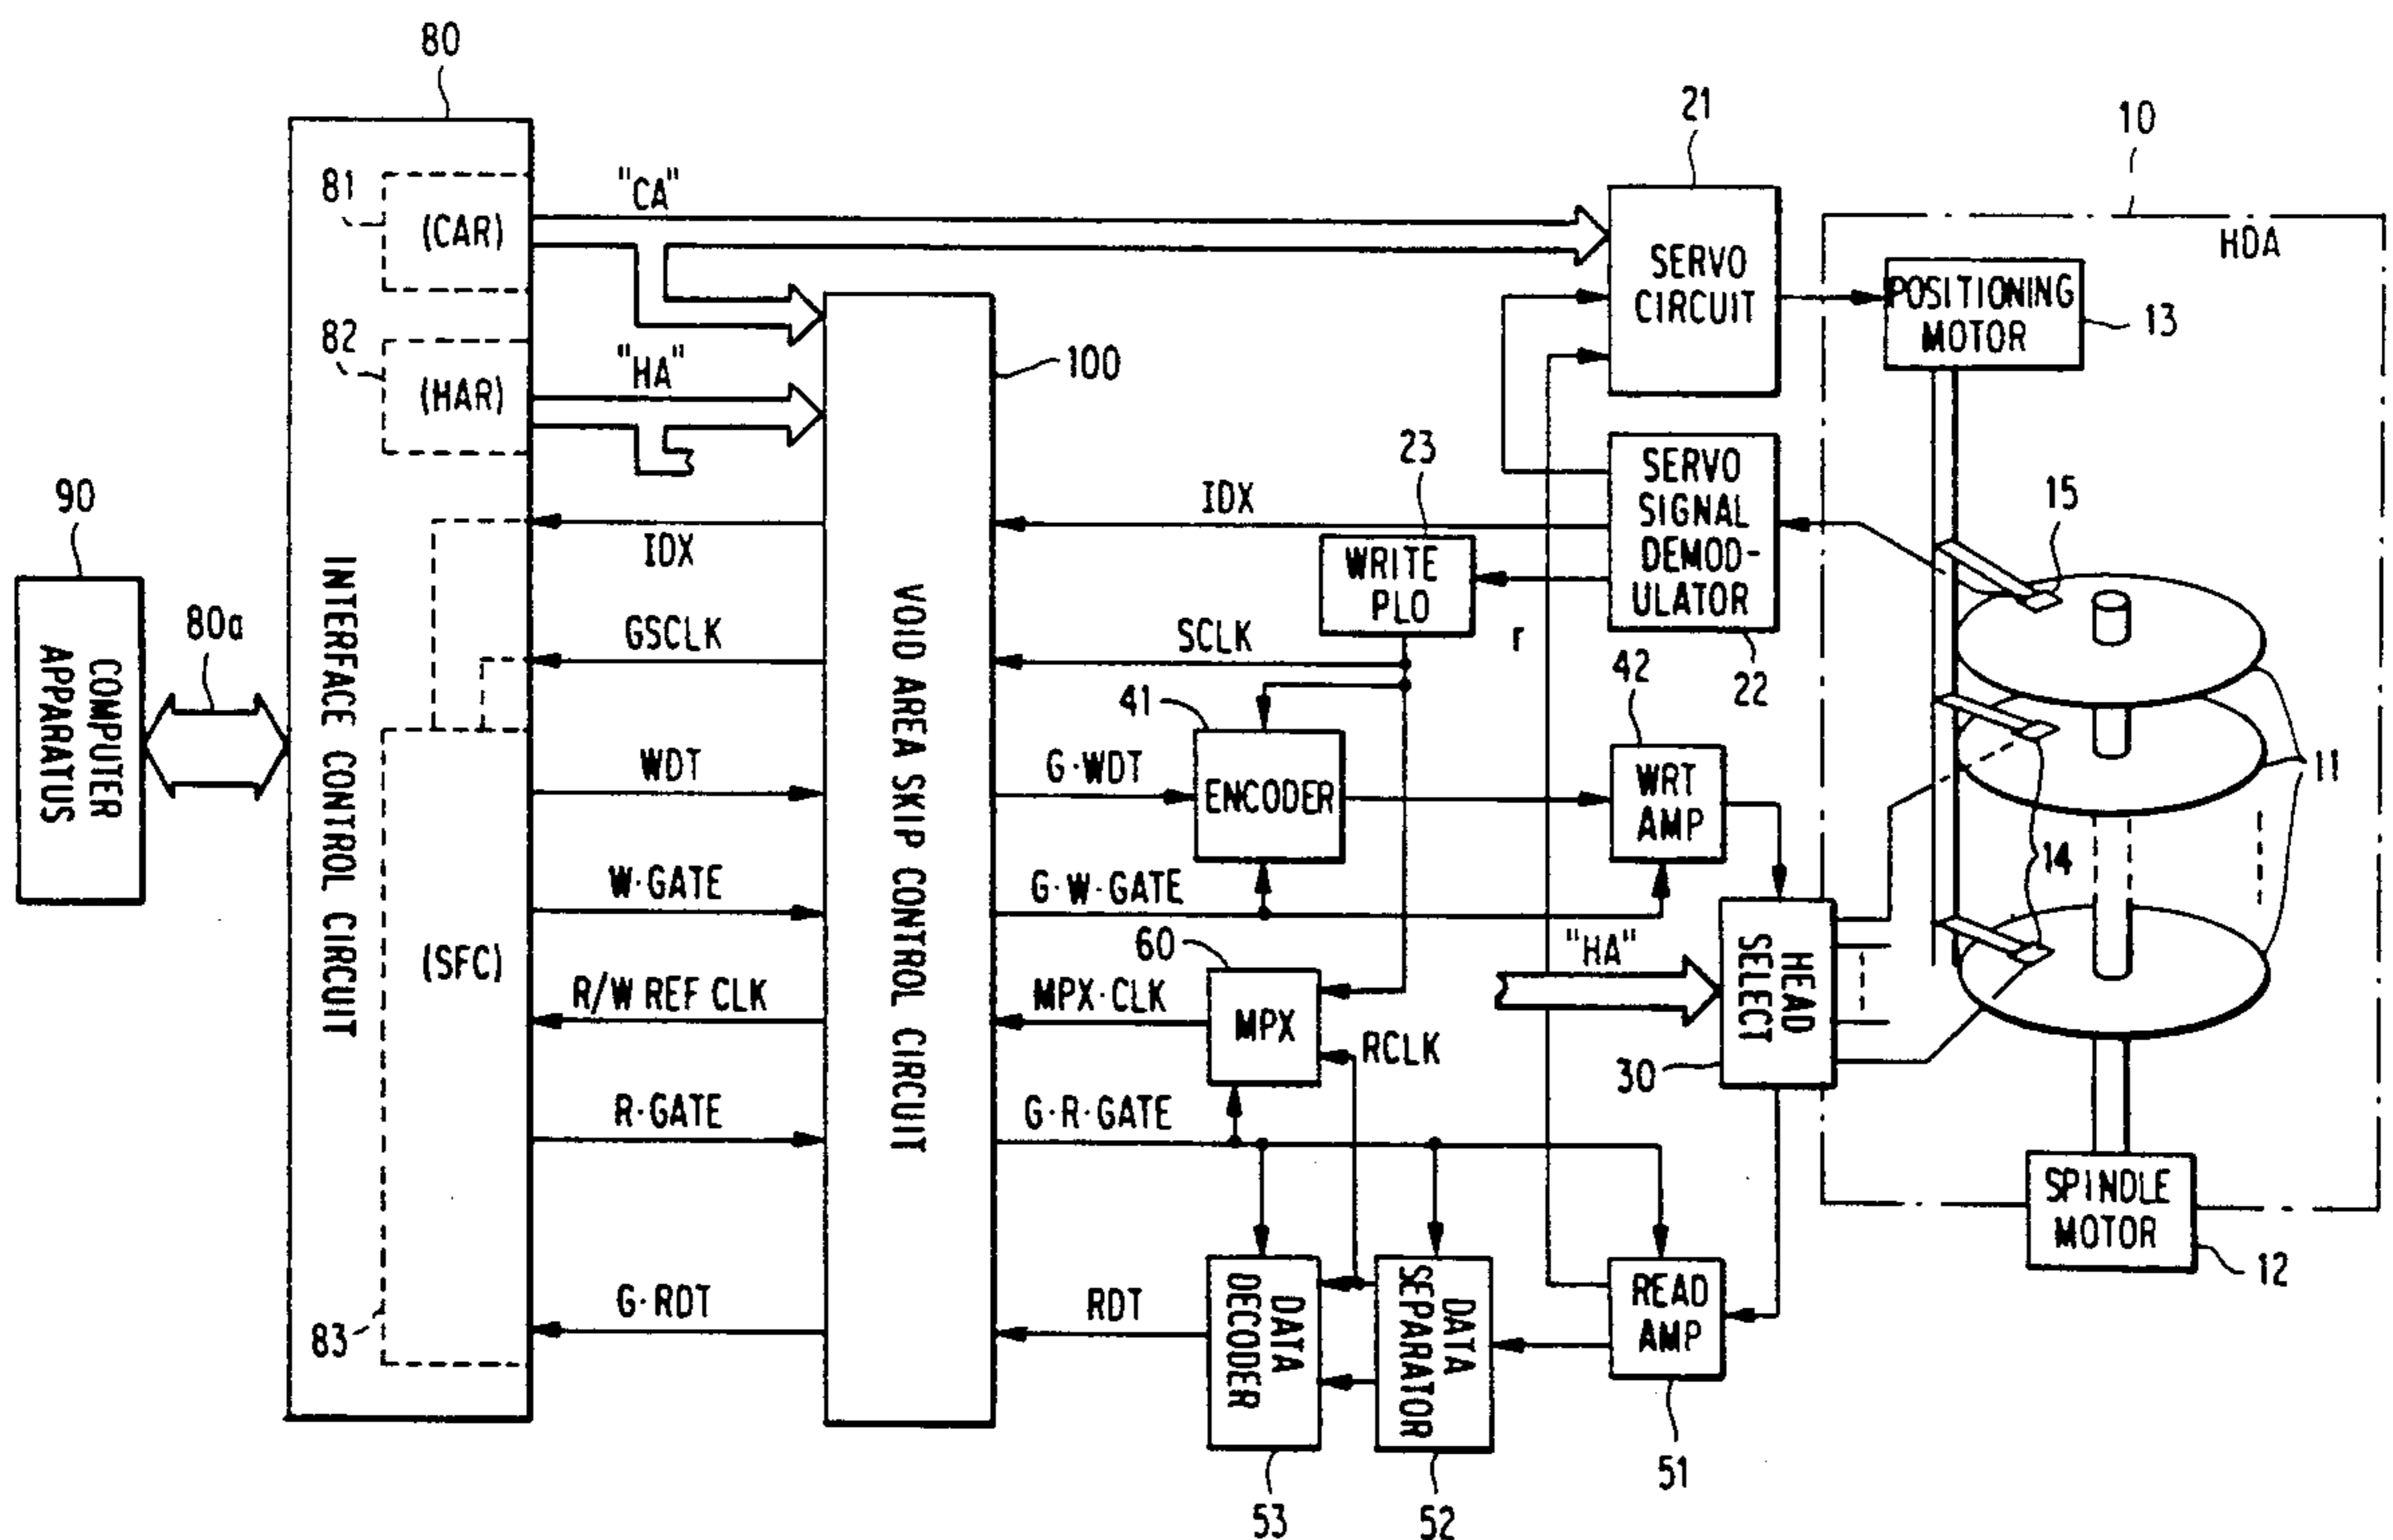 80
21
10
81
(CAR)
"CA"
SERVO
CIRCUIT
HDA
POSITIONING
MOTOR
13
82
(HAR)
"HA"
100
90
23
SERVO
SIGNAL
DEMOD-
ULATOR
22
15
IDX
IDX
WRITE
PLO
r
COMPUTER
APPARATUS
80a
INTERFACE CONTROL CIRCUIT
GSCLK
VOID AREA SKIP CONTROL CIRCUIT
SCLK
41
42
11
WDT
G·WDT
ENCODER
WRT
AMP
W·GATE
G·W·GATE
14
(SFC)
60
"HA"
HEAD
SELECT
R/W REF CLK
MPX·CLK
MPX
RCLK
30
R·GATE
G·R·GATE
SPINDLE
MOTOR
12
G·RDT
RDT
DATA
DECODER
DATA
SEPARATOR
READ
AMP
83
53
52
51